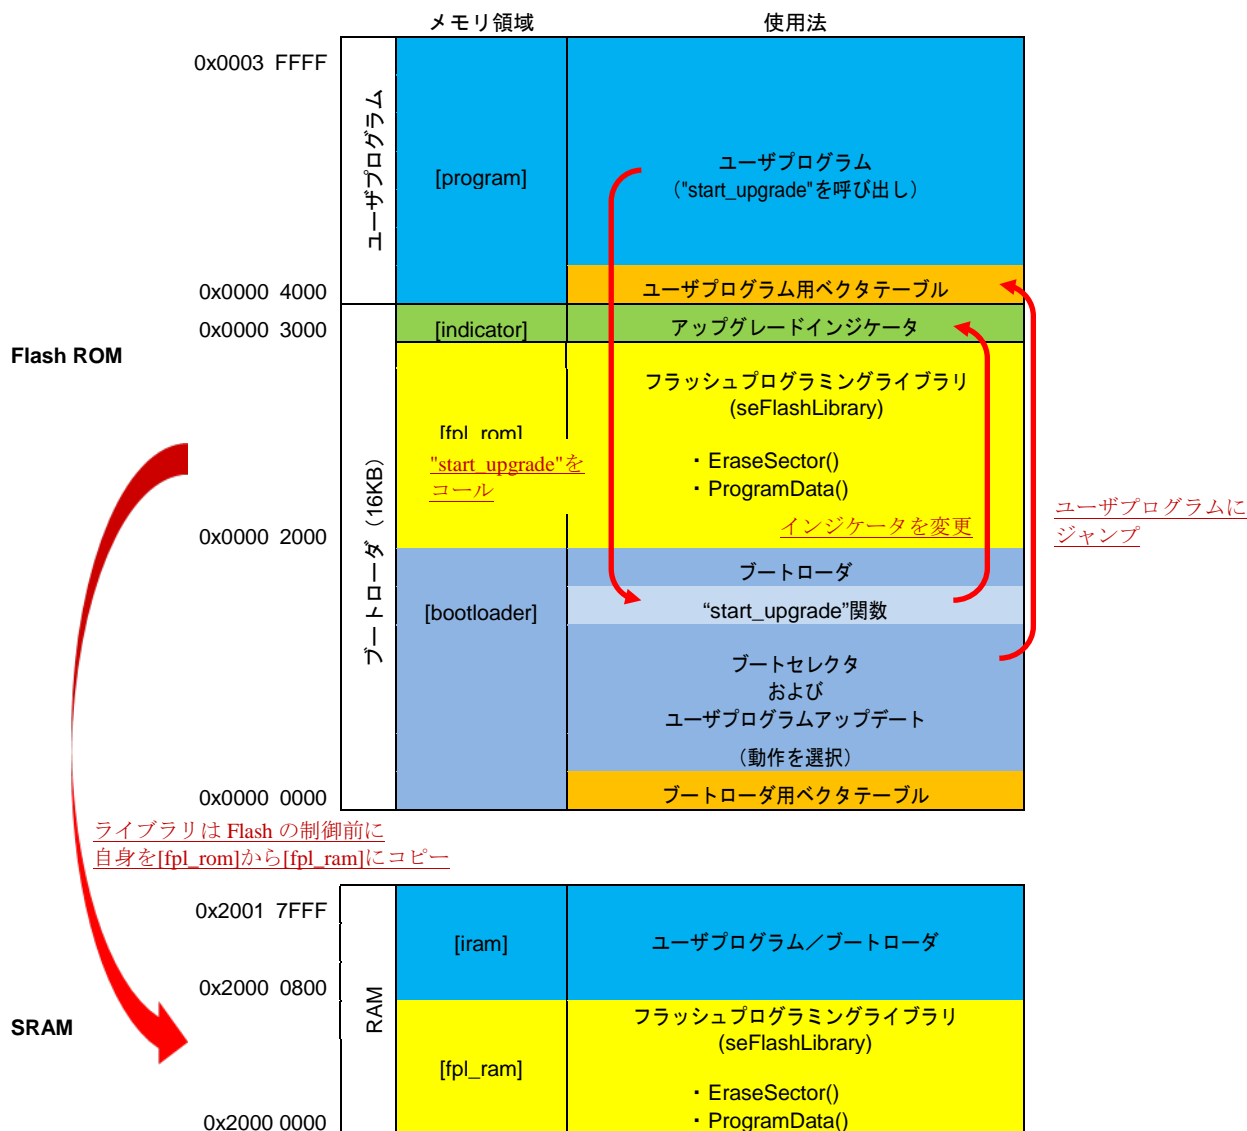 メモリ領域
使用法
0x0003 FFFF
ユーザプログラム
[program]
ユーザプログラム
("start_upgrade"を呼び出し)
0x0000 4000
ユーザプログラム用ベクタテーブル
0x0000 3000
[indicator]
アップグレードインジケータ
Flash ROM
フラッシュプログラミングライブラリ
(seFlashLibrary)
[fpl_rom]
"start_upgrade"を
コール
・EraseSector()
・ProgramData()
インジケータを変更
ユーザプログラムに
ジャンプ
0x0000 2000
ブートローダ(16KB)
ブートローダ
[bootloader]
“start_upgrade”関数
ブートセレクタ
および
ユーザプログラムアップデート
(動作を選択)
0x0000 0000
ブートローダ用ベクタテーブル
ライブラリは Flash の制御前に
自身を[fpl_rom]から[fpl_ram]にコピー
0x2001 7FFF
[iram]
ユーザプログラム/ブートローダ
0x2000 0800
SRAM
RAM
フラッシュプログラミングライブラリ
(seFlashLibrary)
[fpl_ram]
・EraseSector()
・ProgramData()
0x2000 0000